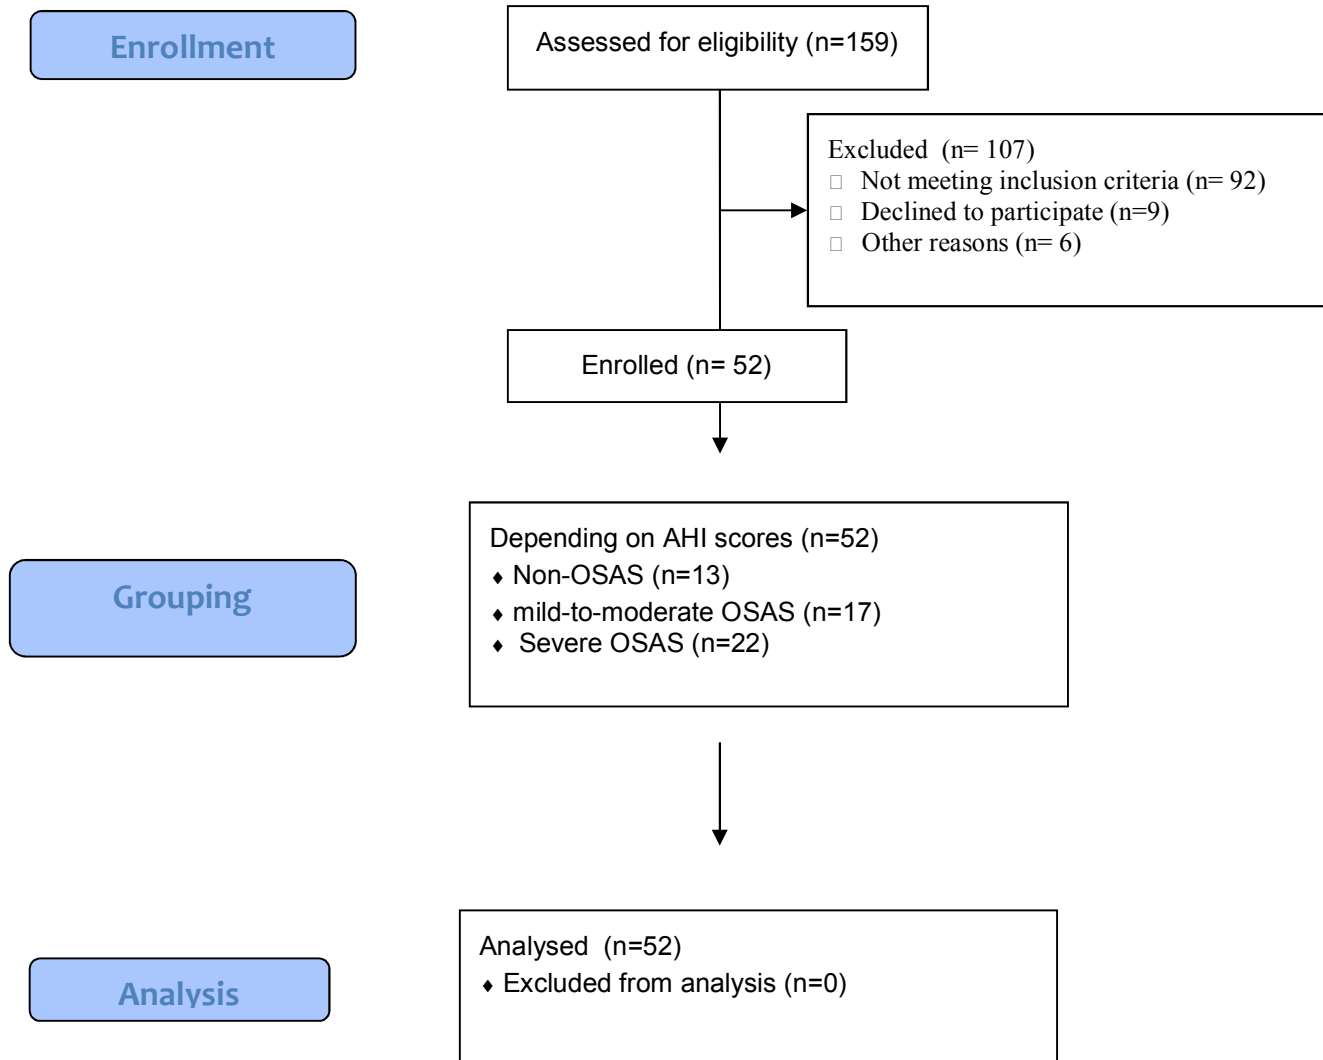 Enrollment
Assessed for eligibility (n=159)
Excluded  (n= 107)
□ Not meeting inclusion criteria (n= 92)
□ Declined to participate (n=9)
□ Other reasons (n= 6)
Enrolled (n= 52)
Grouping
Depending on AHI scores (n=52)
♦ Non-OSAS (n=13)
♦ mild-to-moderate OSAS (n=17)
♦ Severe OSAS (n=22)
Analysis
Analysed  (n=52)
♦ Excluded from analysis (n=0)